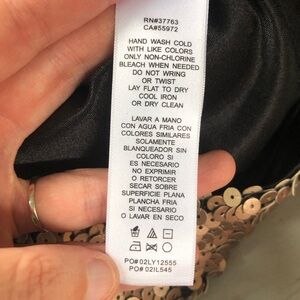 RN#37763
CA#55972
HAND WASH COLD
WITH LIKE COLORS
ONLY NON-CHLORINE
BLEACH WHEN NEEDED
DO NOT WRING
OR TWIST
LAY FLAT TO DRY
COOL IRON
OR DRY CLEAN
LAVAR A MANO
CON AGUA FRIA CON
COLORES SIMILARES
SOLAMENTE
BLANQUEADOR SIN
COLORO SI
ES NECESARIO
NO EXPRIMIR
O RETORCER
SECAR SOBRE
SUPERFICIE PLANA
PLANCHA FRIA
SI NECESARIO
O LAVAR EN SECO
PO# 02LY12555
PO# 02IL545